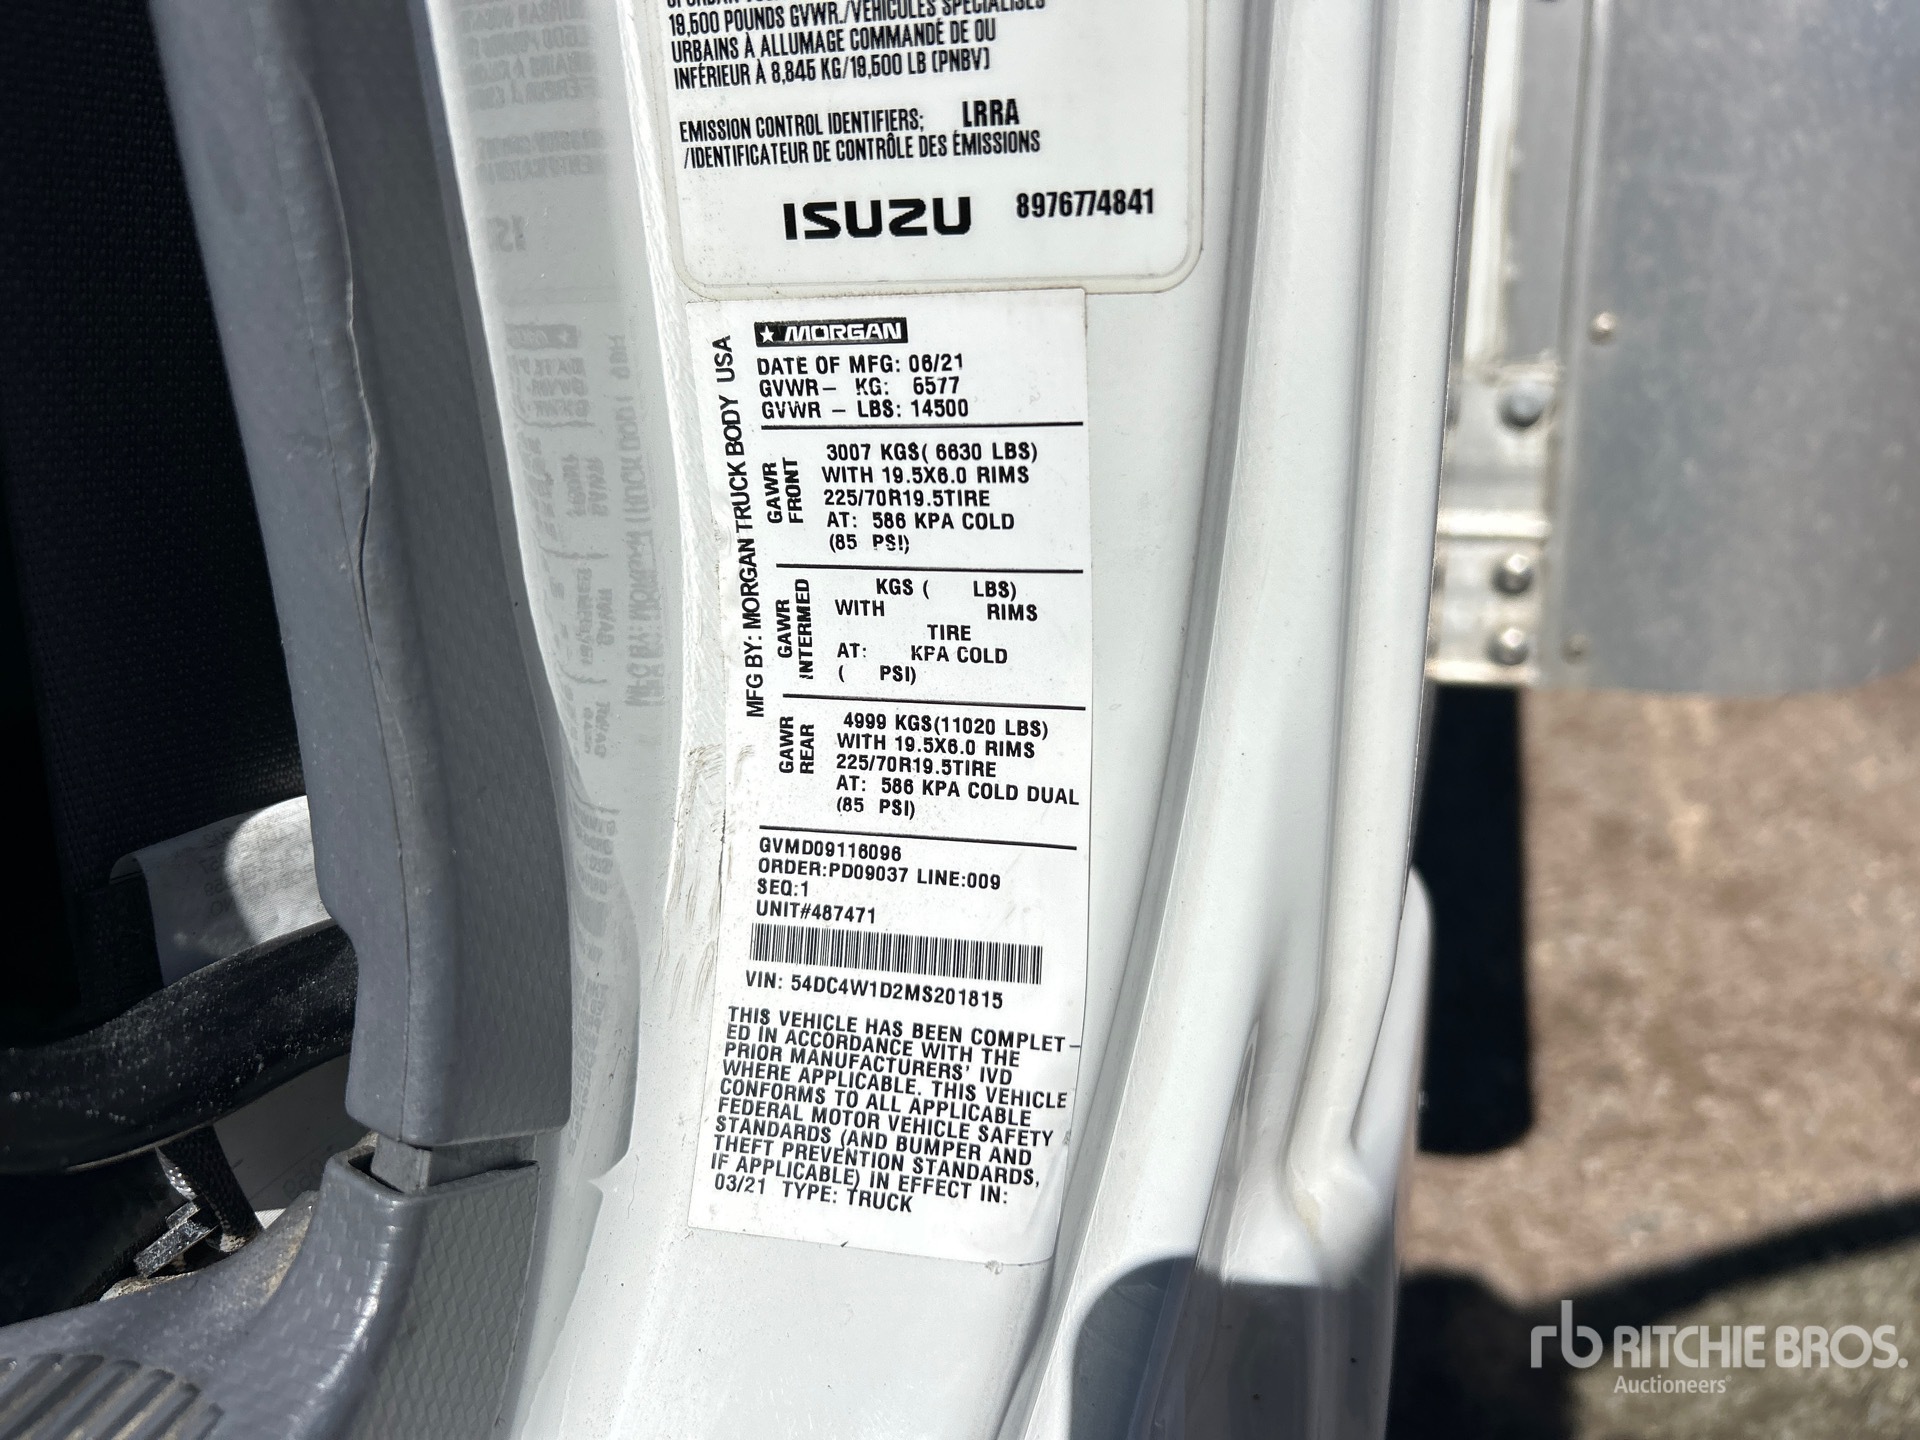 19,500 POUNDS GVWR./VÉHICULES SPÉCIALISÉS
URBAINS À ALLUMAGE COMMANDÉ DE OU
INFÉRIEUR À 8,845 KG/19,500 LB (PNBV)
EMISSION CONTROL IDENTIFIERS; LRRA
/IDENTIFICATEUR DE CONTRÔLE DES ÉMISSIONS
ISUZU 8976774841
MFG BY: MORGAN TRUCK BODY USA
MORGAN
DATE OF MFG: 06/21
GVWR- KG: 6577
GVWR - LBS: 14500
GAWR
FRONT
3007 KGS( 6630 LBS)
WITH 19.5X6.0 RIMS
225/70R19.5TIRE
AT: 586 KPA COLD
(85 PSI)
GAWR
INTERMED
KGS ( LBS)
WITH RIMS
TIRE
AT: KPA COLD
( PSI)
GAWR
REAR
4999 KGS(11020 LBS)
WITH 19.5X6.0 RIMS
225/70R19.5TIRE
AT: 586 KPA COLD DUAL
(85 PSI)
GVMD09116096
ORDER:PD09037 LINE:009
SEQ:1
UNIT#487471
VIN: 54DC4W1D2MS201815
THIS VEHICLE HAS BEEN COMPLET-
ED IN ACCORDANCE WITH THE
PRIOR MANUFACTURERS' IVD
WHERE APPLICABLE. THIS VEHICLE
CONFORMS TO ALL APPLICABLE
FEDERAL MOTOR VEHICLE SAFETY
STANDARDS (AND BUMPER AND
THEFT PREVENTION STANDARDS,
IF APPLICABLE) IN EFFECT IN:
03/21 TYPE: TRUCK
rb RITCHIE BROS.
Auctioneers